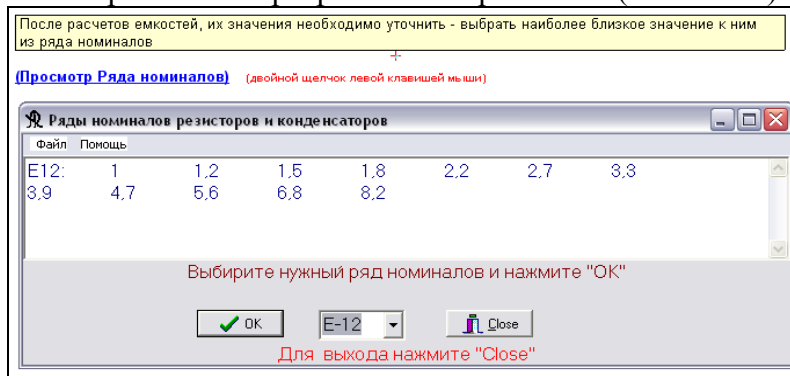 После расчетов емкостей, их значения необходимо уточнить - выбрать наиболее близкое значение к ним
из ряда номиналов
(Просмотр Ряда номиналов) (двойной щелчок левой клавишей мыши)
Ряды номиналов резисторов и конденсаторов
Файл Помощь
E12: 1 1,2 1,5 1,8 2,2 2,7 3,3
3,9 4,7 5,6 6,8 8,2
Выбирите нужный ряд номиналов и нажмите "OK"
OK E-12 Close
Для выхода нажмите "Close"